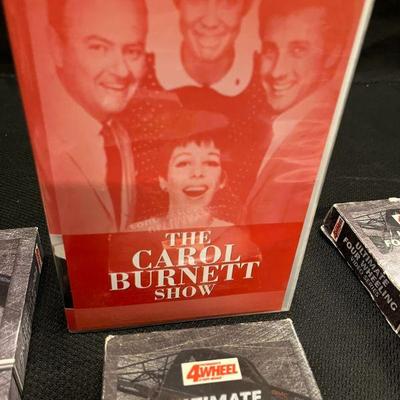 THE
CAROL
BURNETT
SHOW
4WHEEL
ULTIMATE
ULTIMATE
FOUR WHEELING